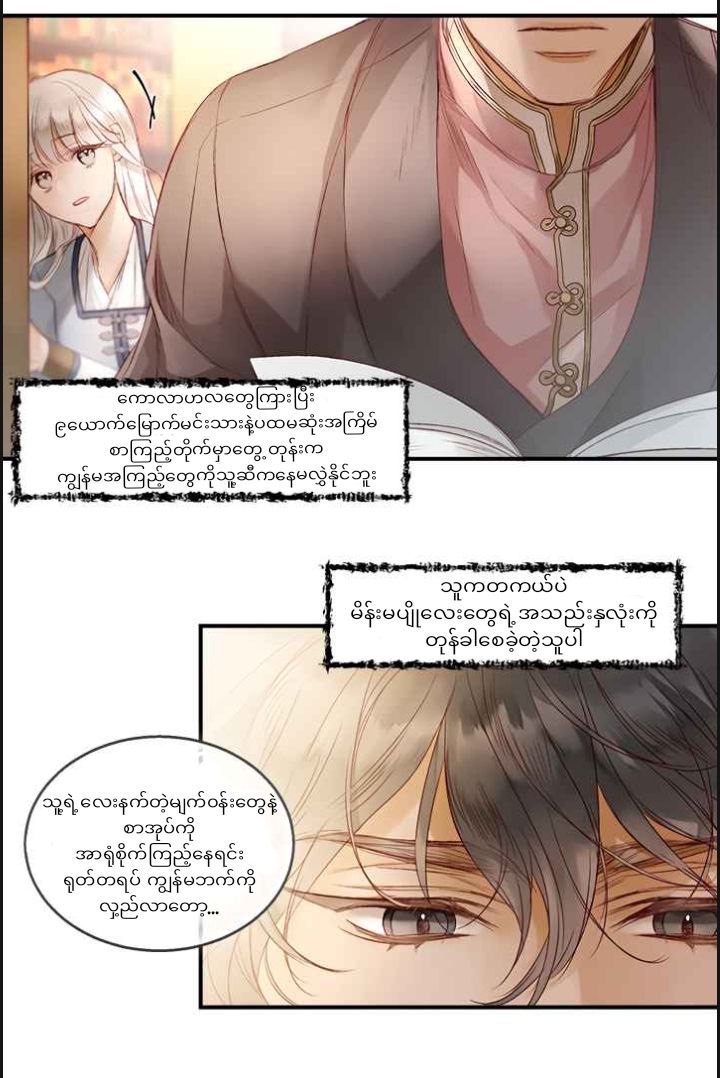 ကောလာဟလတွေကြားပြီး
၉ယောက်မြောက်မင်းသားနဲ့ပထမဆုံးအကြိမ်
စာကြည့်တိုက်မှာတွေ့ တုန်းက
ကျွန်မအကြည့်တွေကိုသူ့ဆီကနေမလွှဲနိုင်ဘူး
သူကတကယ်ပဲ
မိန်းမပျိုလေးတွေရဲ့ အသည်းနှလုံးကို
တုန်ခါစေခဲ့တဲ့သူပါ
သူ့ရဲ့ လေးနက်တဲ့မျက်ဝန်းတွေနဲ့
စာအုပ်ကို
အာရုံစိုက်ကြည့်နေရင်း
ရုတ်တရပ် ကျွန်မဘက်ကို
လှည့်လာတော့...